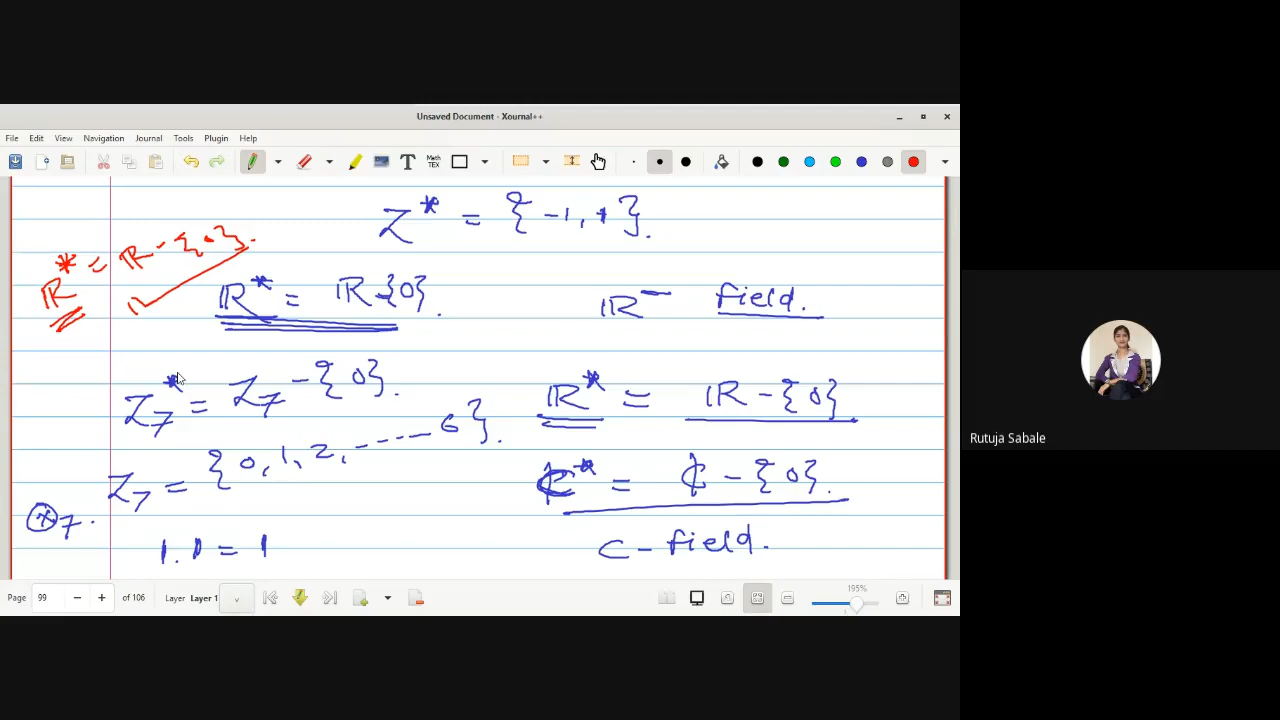 Unsaved Document - Xournal++
File Edit View Navigation Journal Tools Plugin Help
Z* = {-1, 1}.
R* = R - {0}.
R* = R-{0}. R - field.
Z7* = Z7 - {0}. R* = R - {0}
Z7 = {0, 1, 2, ----- 6}. C* = C - {0}.
x7.
1.1 = 1 C - field.
Rutuja Sabale
Page 99 of 106 Layer Layer 1 195%